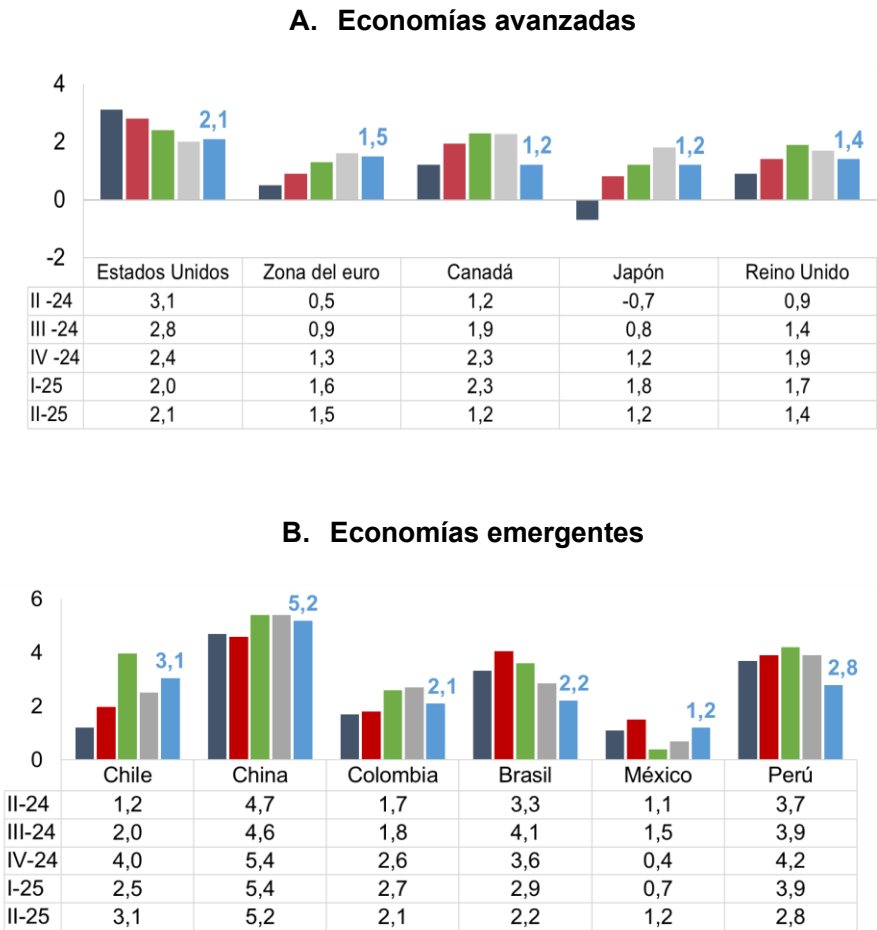 A. Economías avanzadas
4
2
0
-2
2,1
1,5
1,2
1,2
1,4
Estados Unidos Zona del euro Canadá Japón Reino Unido
II -24 3,1 0,5 1,2 -0,7 0,9
III -24 2,8 0,9 1,9 0,8 1,4
IV -24 2,4 1,3 2,3 1,2 1,9
I-25 2,0 1,6 2,3 1,8 1,7
II-25 2,1 1,5 1,2 1,2 1,4
B. Economías emergentes
6
4
2
0
3,1
5,2
2,1
2,2
1,2
2,8
Chile China Colombia Brasil México Perú
II-24 1,2 4,7 1,7 3,3 1,1 3,7
III-24 2,0 4,6 1,8 4,1 1,5 3,9
IV-24 4,0 5,4 2,6 3,6 0,4 4,2
I-25 2,5 5,4 2,7 2,9 0,7 3,9
II-25 3,1 5,2 2,1 2,2 1,2 2,8